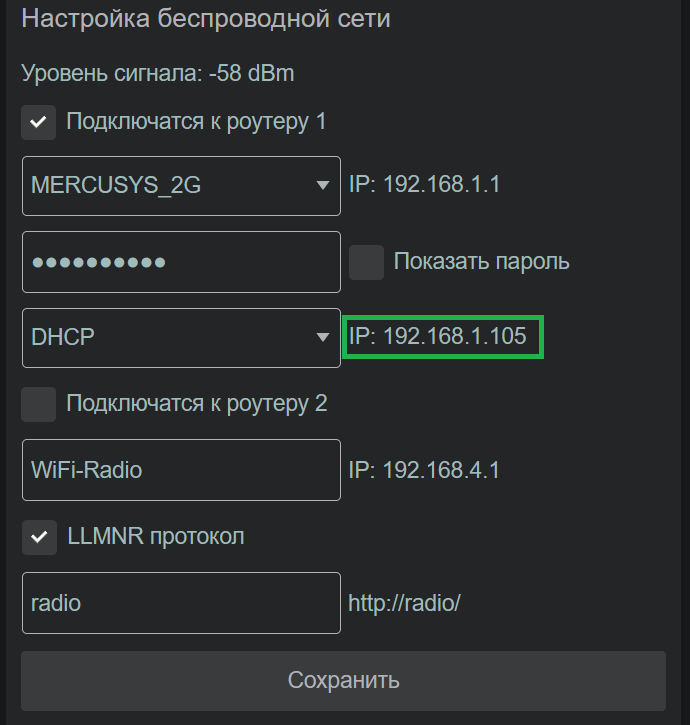 Настройка беспроводной сети
Уровень сигнала: -58 dBm
Подключатся к роутеру 1
MERCUSYS_2G IP: 192.168.1.1
●●●●●●●●●● Показать пароль
DHCP IP: 192.168.1.105
Подключатся к роутеру 2
WiFi-Radio IP: 192.168.4.1
LLMNR протокол
radio http://radio/
Сохранить